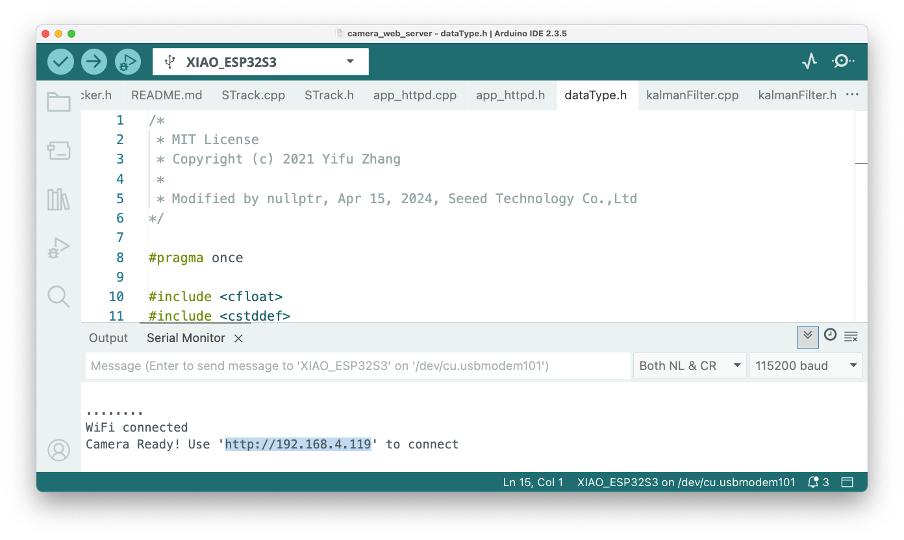 camera_web_server - dataType.h | Arduino IDE 2.3.5
XIAO_ESP32S3
cker.h README.md STrack.cpp STrack.h app_httpd.cpp app_httpd.h dataType.h kalmanFilter.cpp kalmanFilter.h ...
1 /*
2 * MIT License
3 * Copyright (c) 2021 Yifu Zhang
4 *
5 * Modified by nullptr, Apr 15, 2024, Seeed Technology Co.,Ltd
6 */
7
8 #pragma once
9
10 #include <cfloat>
11 #include <cstddef>
Output Serial Monitor ×
Message (Enter to send message to 'XIAO_ESP32S3' on '/dev/cu.usbmodem101') Both NL & CR 115200 baud
........
WiFi connected
Camera Ready! Use 'http://192.168.4.119' to connect
Ln 15, Col 1 XIAO_ESP32S3 on /dev/cu.usbmodem101 3